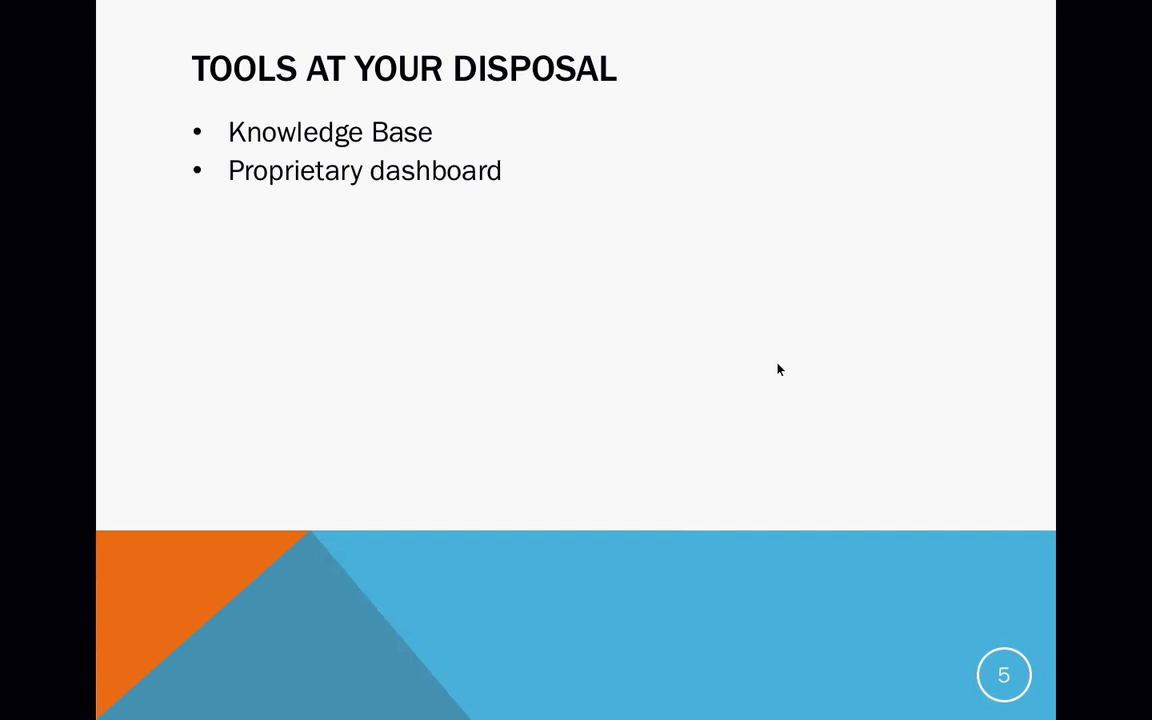 TOOLS AT YOUR DISPOSAL
• Knowledge Base
• Proprietary dashboard
5